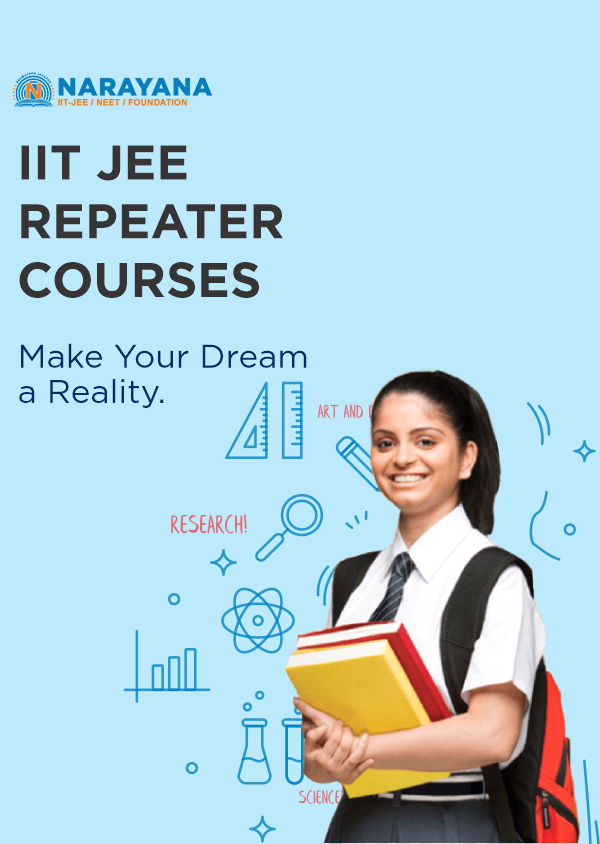 NARAYANA
IIT-JEE / NEET / FOUNDATION
IIT JEE
REPEATER
COURSES
Make Your Dream
a Reality.
ART AND
RESEARCH!
SCIENCE